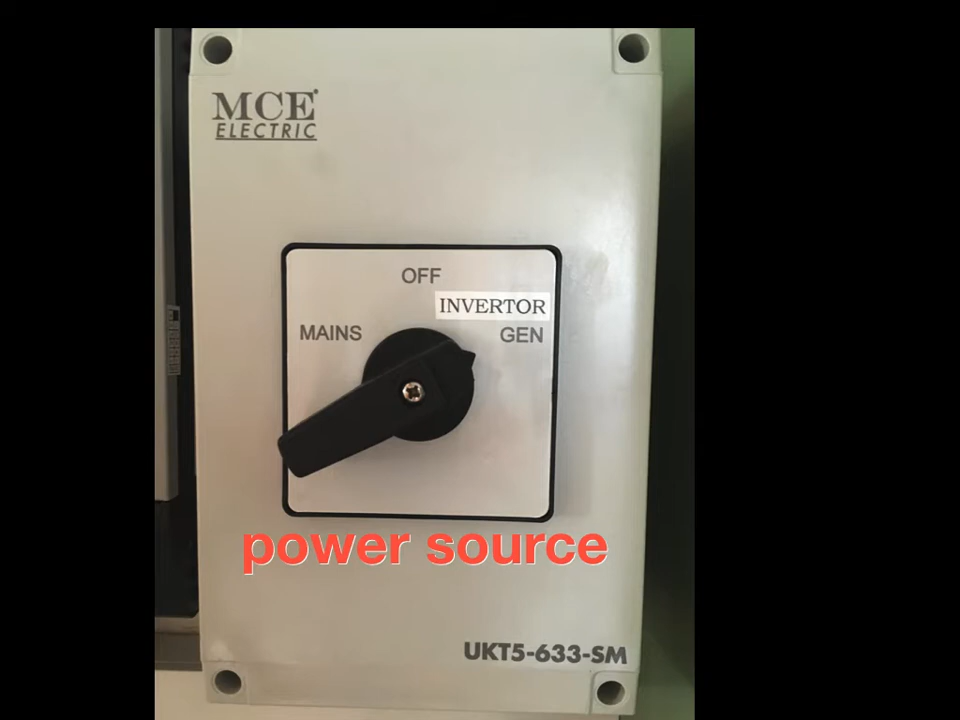 MCE
ELECTRIC
OFF
INVERTOR
MAINS
GEN
power source
UKT5-633-SM